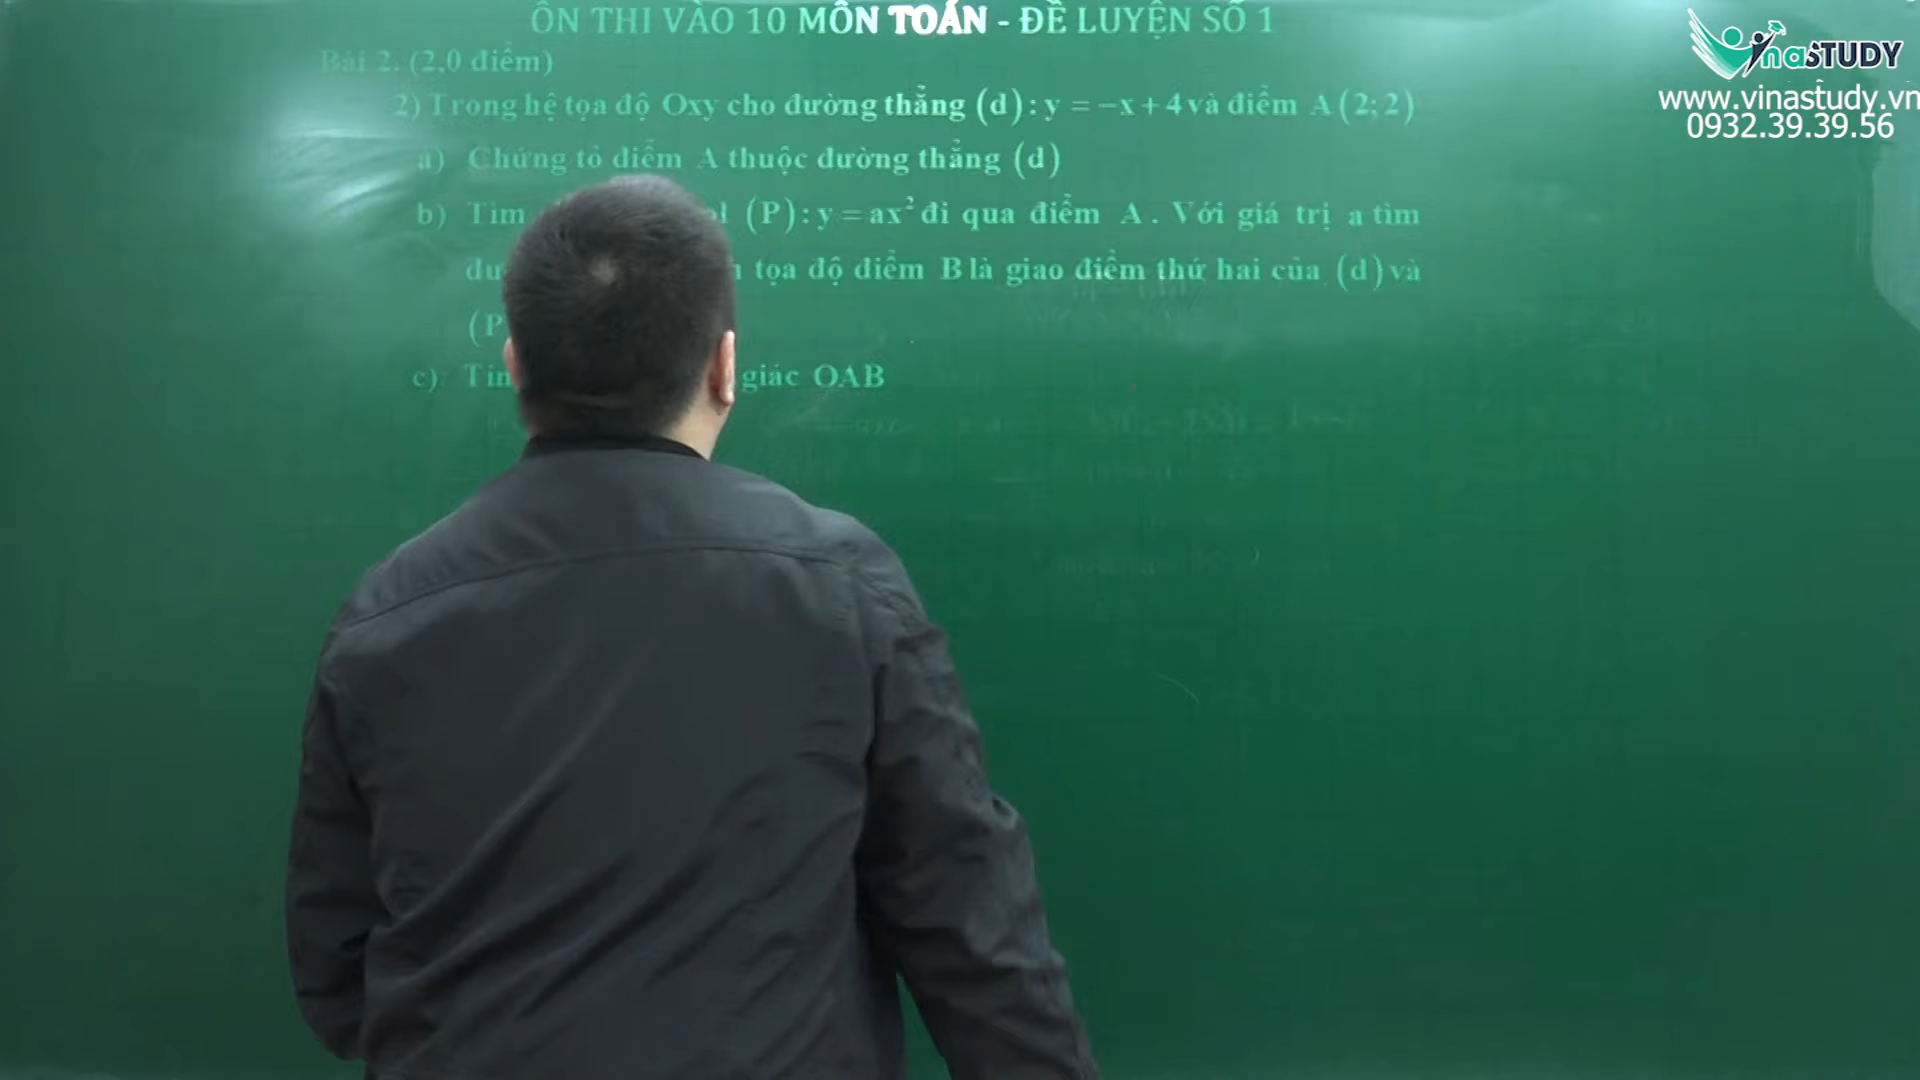 ÔN THI VÀO 10 MÔN TOÁN - ĐỀ LUYỆN SỐ 1
VinaSTUDY
www.vinastudy.vn
0932.39.39.56
Bài 2. (2,0 điểm)
2) Trong hệ tọa độ Oxy cho đường thẳng (d): y = −x + 4 và điểm A(2;2)
a) Chứng tỏ điểm A thuộc đường thẳng (d)
b) Tìm (P): y = ax² đi qua điểm A. Với giá trị a tìm
tọa độ điểm B là giao điểm thứ hai của (d) và
(P
c) giác OAB